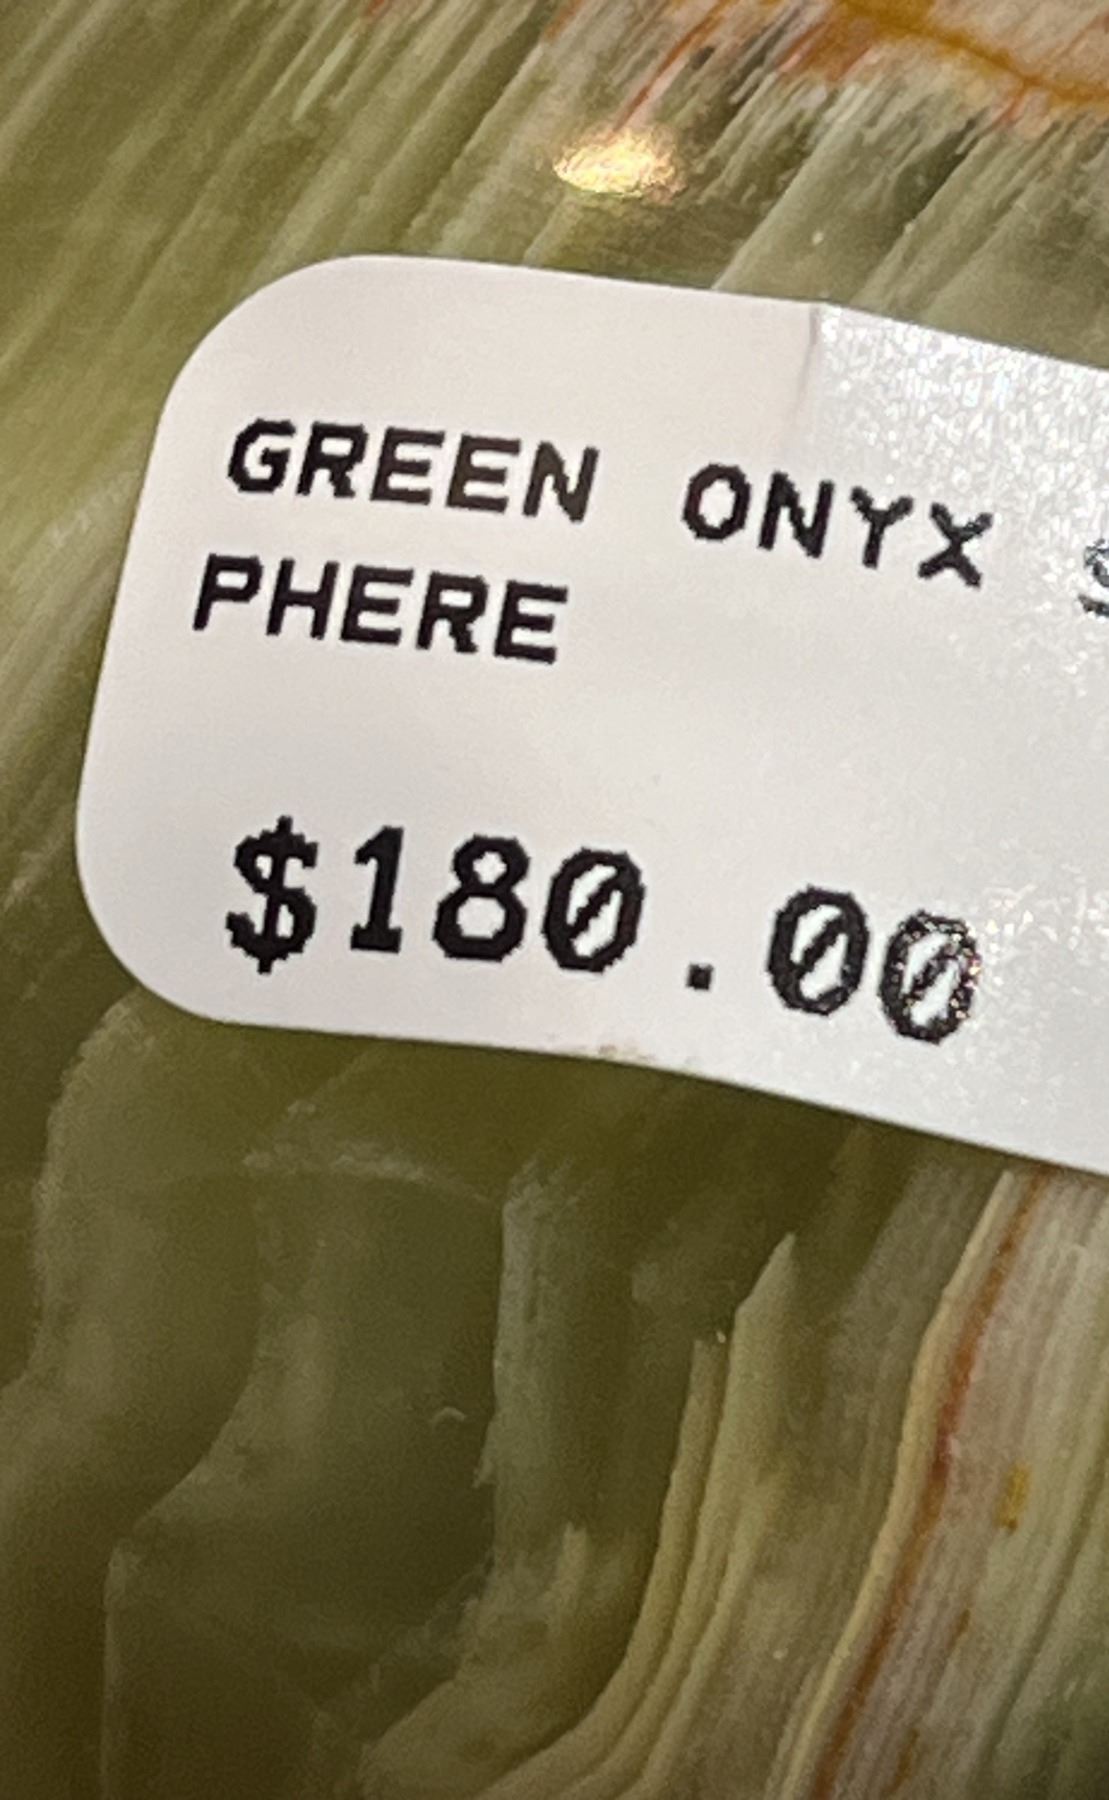 GREEN ONYX S
PHERE
$180.00